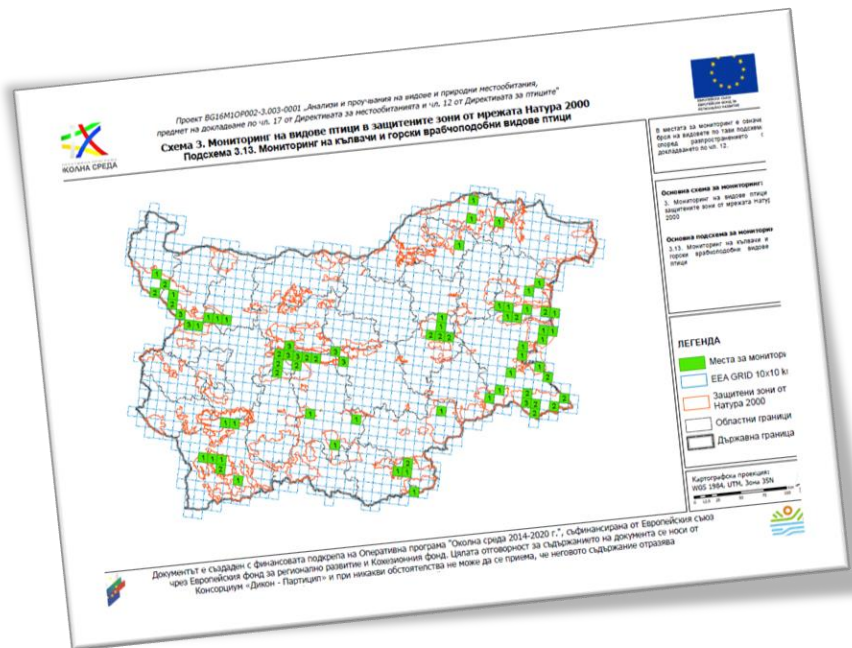 Проект BG16M1OP002-3.003-0001 „Анализи и проучвания на видове и природни местообитания,
предмет на докладване по чл. 17 от Директивата за местообитанията и чл. 12 от Директивата за птиците"
Схема 3. Мониторинг на видове птици в защитените зони от мрежата Натура 2000
Подсхема 3.13. Мониторинг на кълвачи и горски врабчоподобни видове птици
ОКОЛНА СРЕДА
В местата за мониторинг е означе
броя на видовете по тази подсхем
според разпространението
докладването по чл. 12.
Основна схема за мониторинг:
3. Мониторинг на видове птици
защитените зони от мрежата Натур
2000
Основна подсхема за мониторин
3.13. Мониторинг на кълвачи и
горски врабчоподобни видове
птици
ЛЕГЕНДА
Места за мониторі
EEA GRID 10x10 k
Защитени зони от
Натура 2000
Областни граници
Държавна граница
Картографска проекция:
WGS 1984, UTM, Зона 35N
Документът е създаден с финансовата подкрепа на Оперативна програма "Околна среда 2014-2020 г.", съфинансирана от Европейския съюз
чрез Европейския фонд за регионално развитие и Кохезионния фонд. Цялата отговорност за съдържанието на документа се носи от
Консорциум «Дикон - Партицип» и при никакви обстоятелства не може да се приема, че неговото съдържание отразява